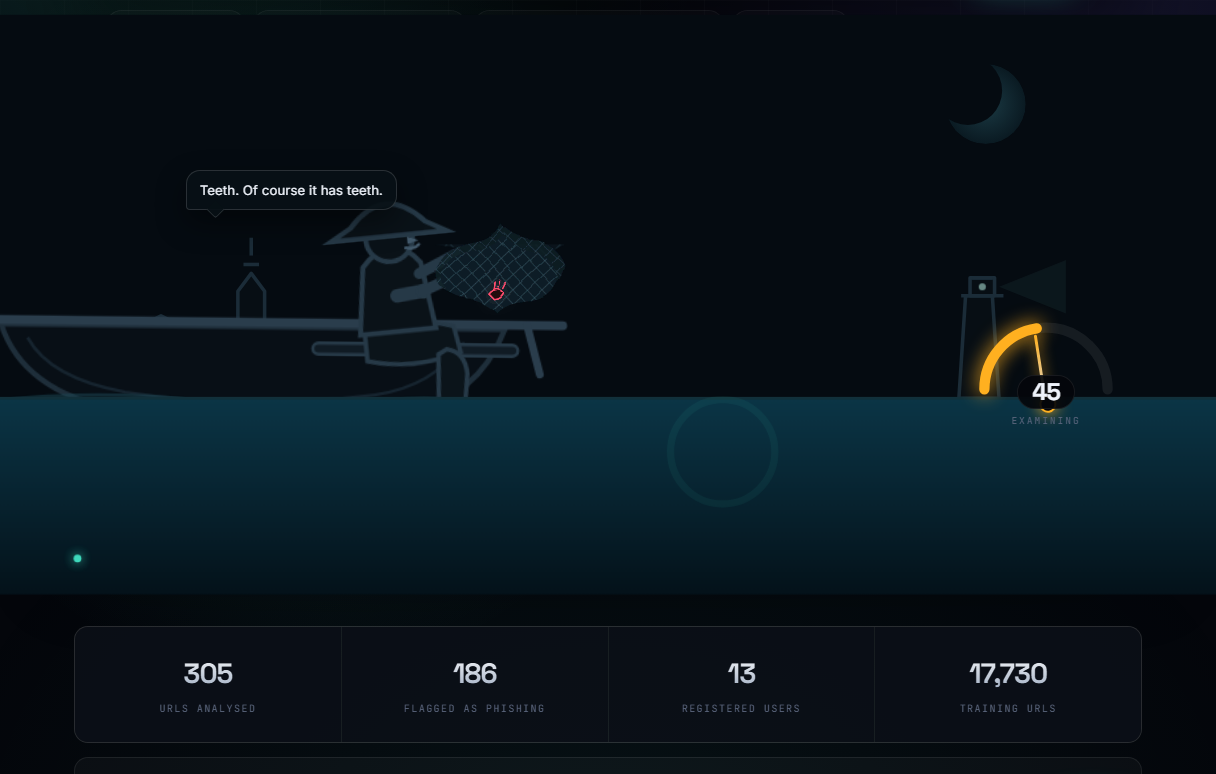 Teeth. Of course it has teeth.
45
EXAMINING
305
186
13
17,730
URLS ANALYSED
FLAGGED AS PHISHING
REGISTERED USERS
TRAINING URLS